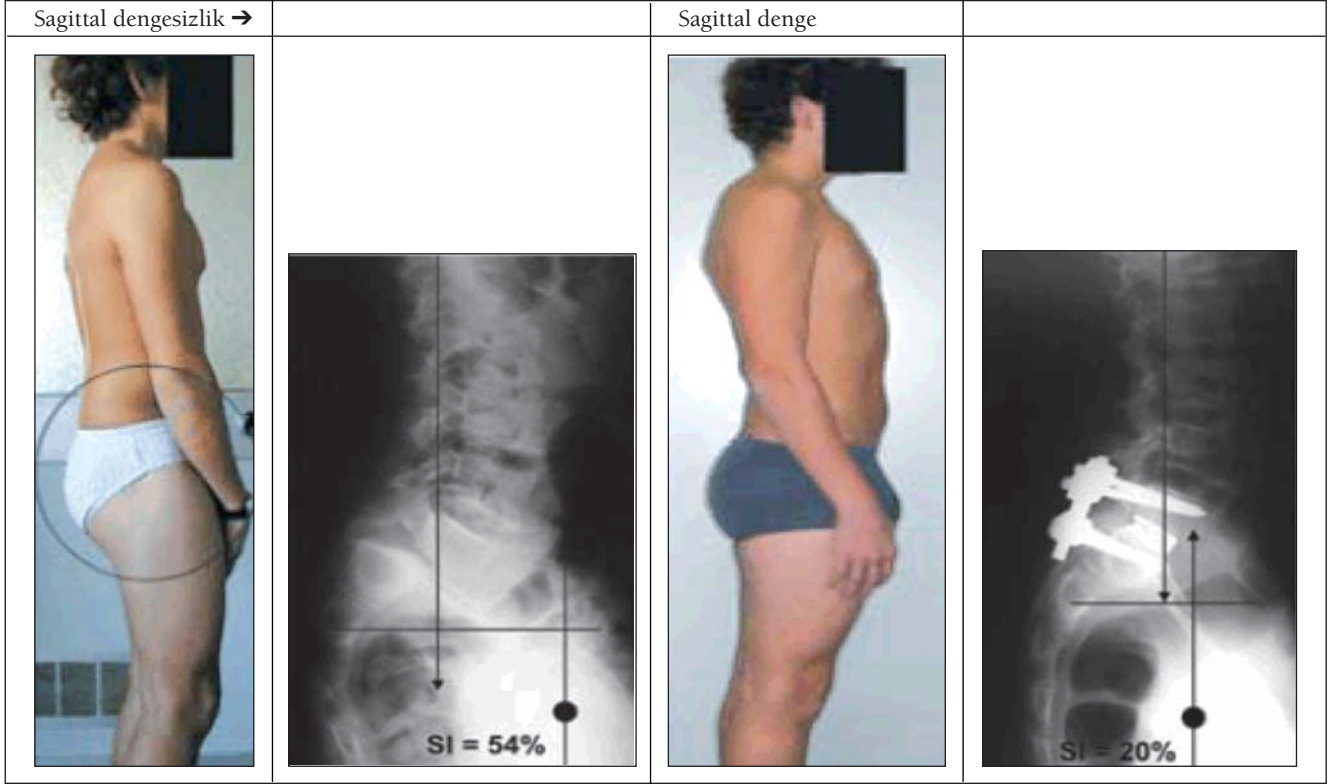 Sagittal dengesizlik ➔
Sagittal denge
SI = 54%
SI = 20%